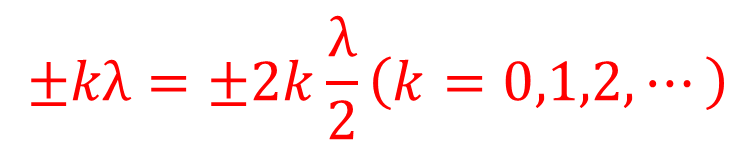 ±kλ = ±2k λ/2 (k = 0,1,2,⋯)